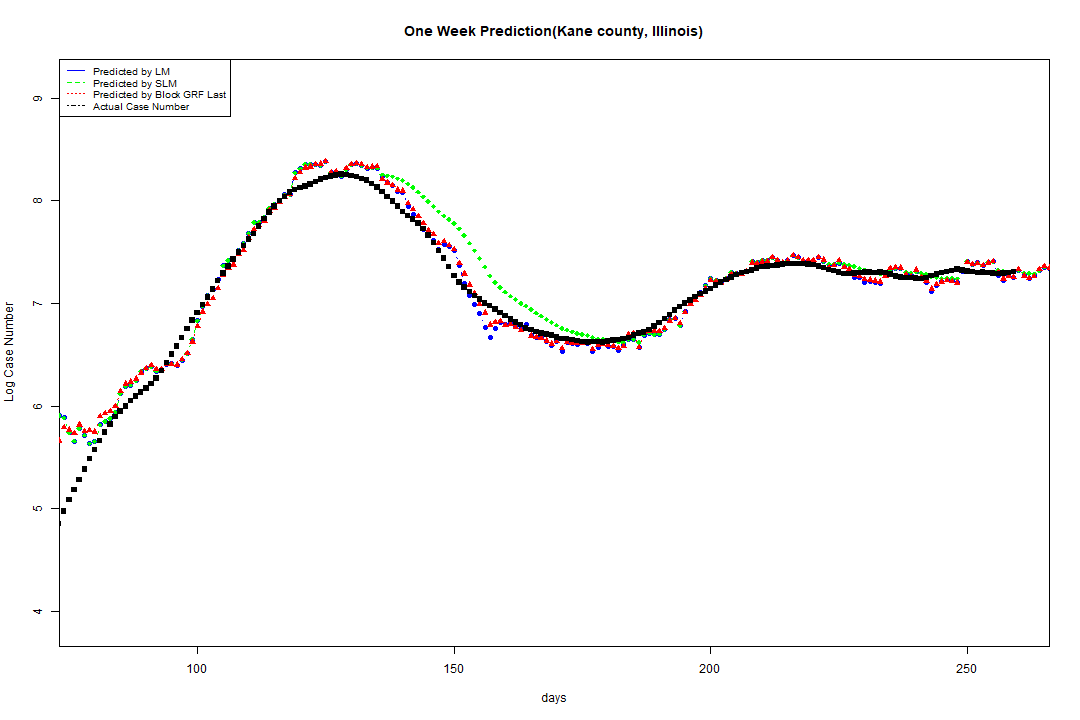 One Week Prediction(Kane county, Illinois)
Predicted by LM
Predicted by SLM
Predicted by Block GRF Last
Actual Case Number
9
8
7
6
5
4
Log Case Number
100
150
200
250
days